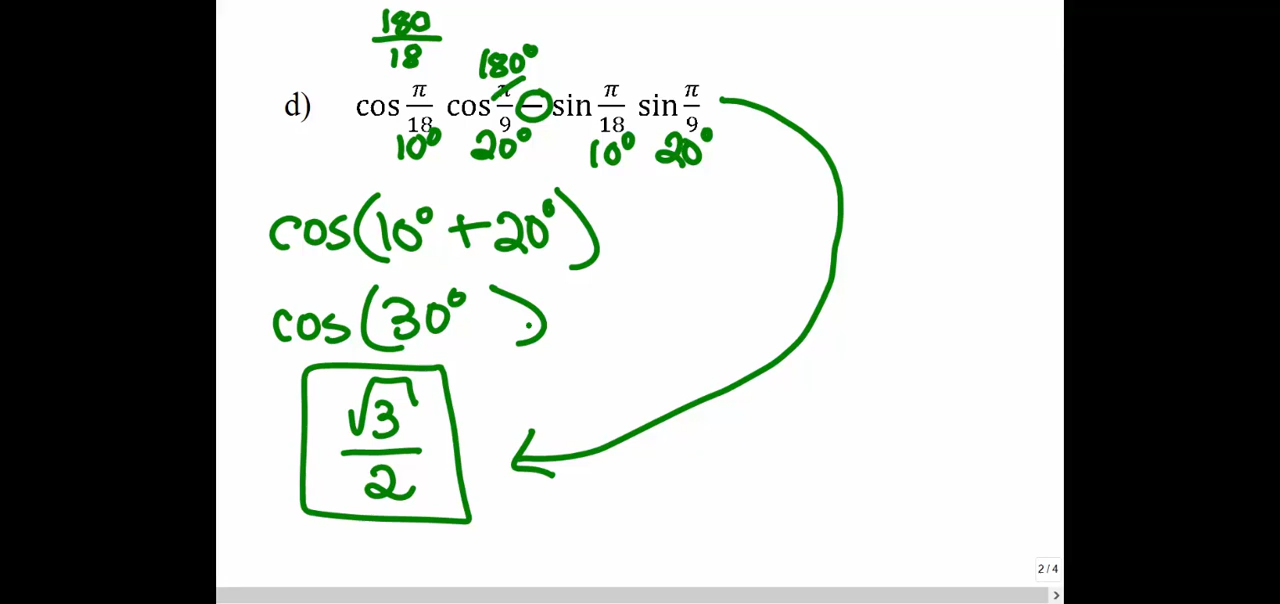 180
18
180°
d) cos π/18 cos π/9 − sin π/18 sin π/9
10° 20° 10° 20°
cos(10° + 20°)
cos(30°)
√3
2
2 / 4